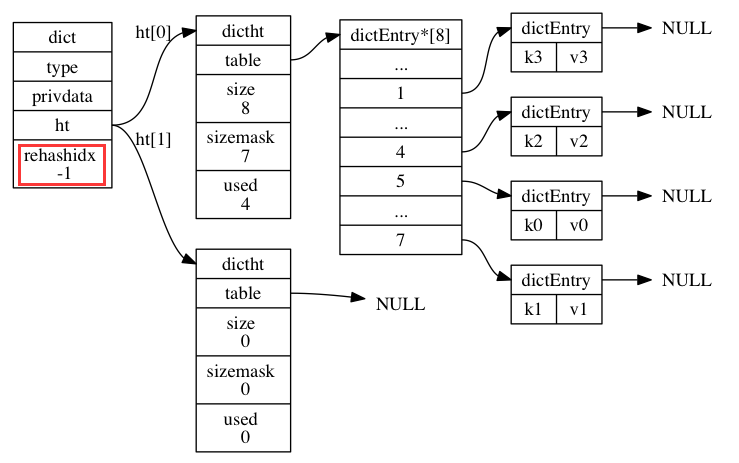 dict
type
privdata
ht
rehashidx
-1
ht[0]
ht[1]
dictht
table
size
8
sizemask
7
used
4
dictht
table
size
0
sizemask
0
used
0
dictEntry*[8]
...
1
...
4
5
...
7
NULL
dictEntry
k3 v3
NULL
dictEntry
k2 v2
NULL
dictEntry
k0 v0
NULL
dictEntry
k1 v1
NULL